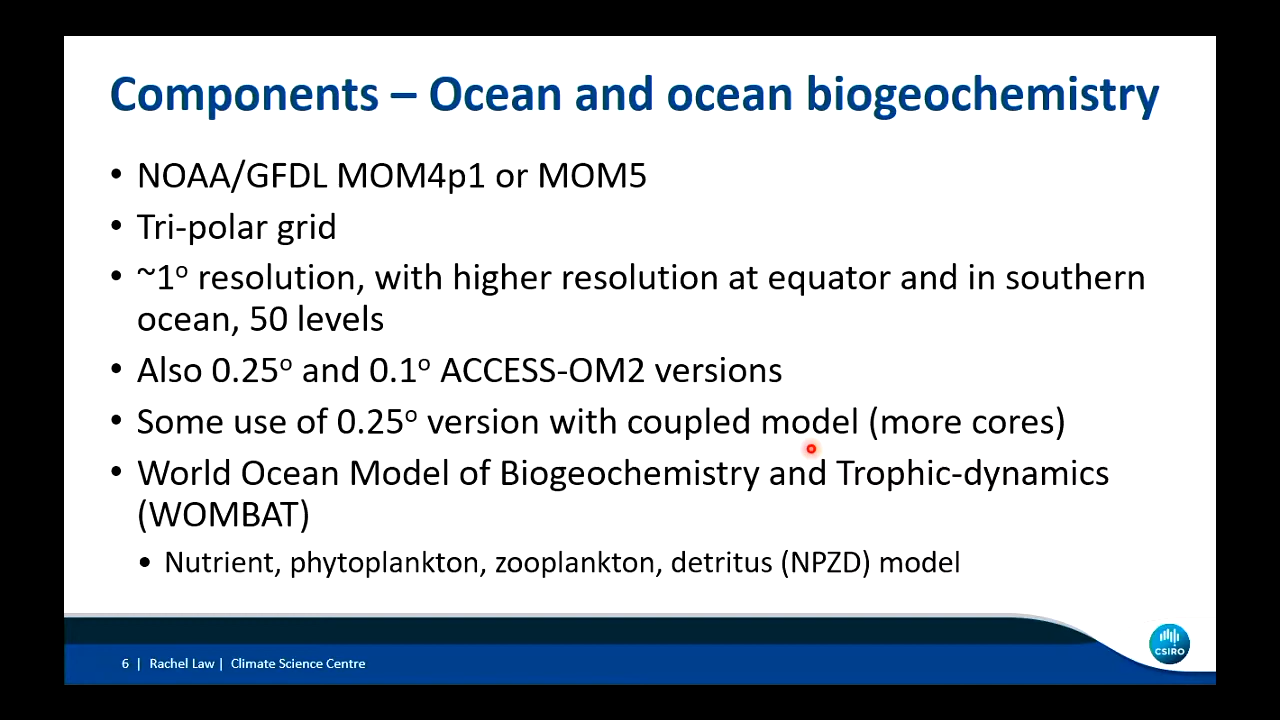 Components – Ocean and ocean biogeochemistry
• NOAA/GFDL MOM4p1 or MOM5
• Tri-polar grid
• ~1º resolution, with higher resolution at equator and in southern
ocean, 50 levels
• Also 0.25º and 0.1º ACCESS-OM2 versions
• Some use of 0.25º version with coupled model (more cores)
• World Ocean Model of Biogeochemistry and Trophic-dynamics
(WOMBAT)
• Nutrient, phytoplankton, zooplankton, detritus (NPZD) model
6 | Rachel Law | Climate Science Centre
CSIRO